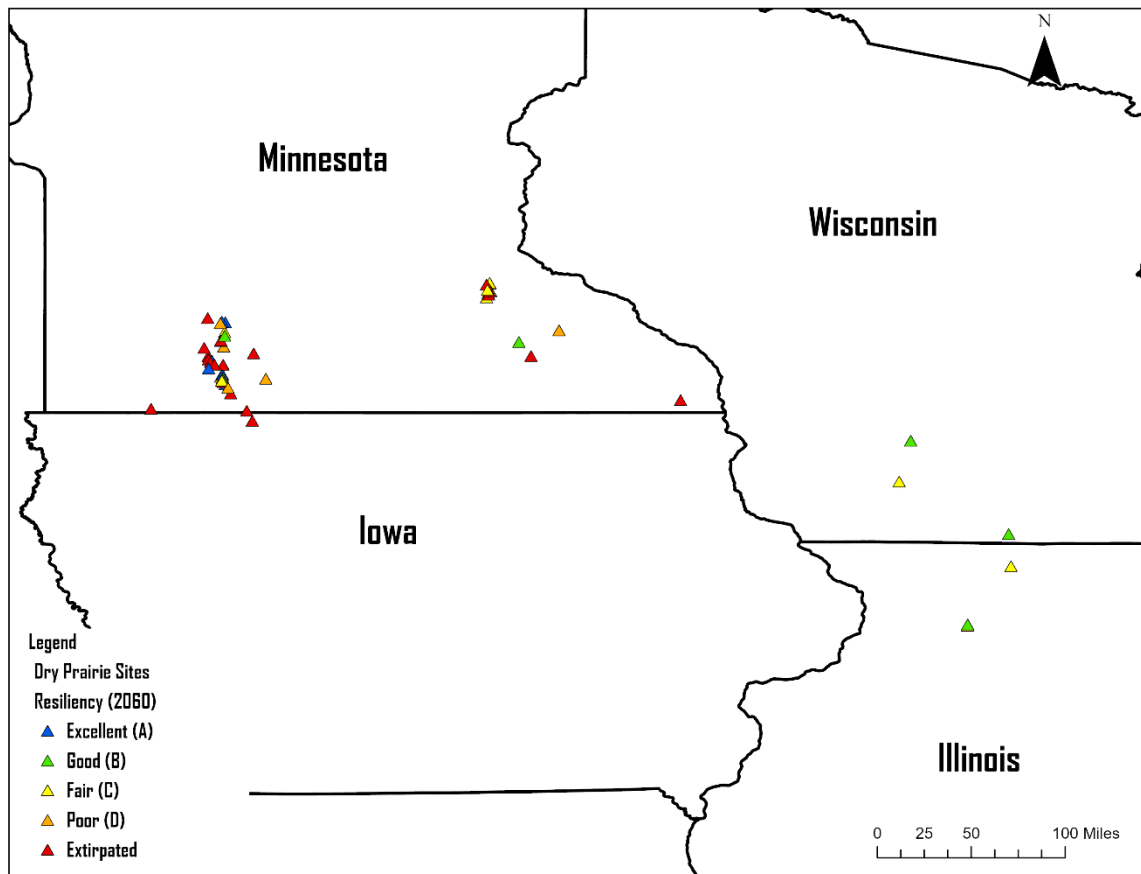 N
Minnesota
Wisconsin
Iowa
Illinois
Legend
Dry Prairie Sites
Resiliency (2060)
Excellent (A)
Good (B)
Fair (C)
Poor (D)
Extirpated
0 25 50 100 Miles